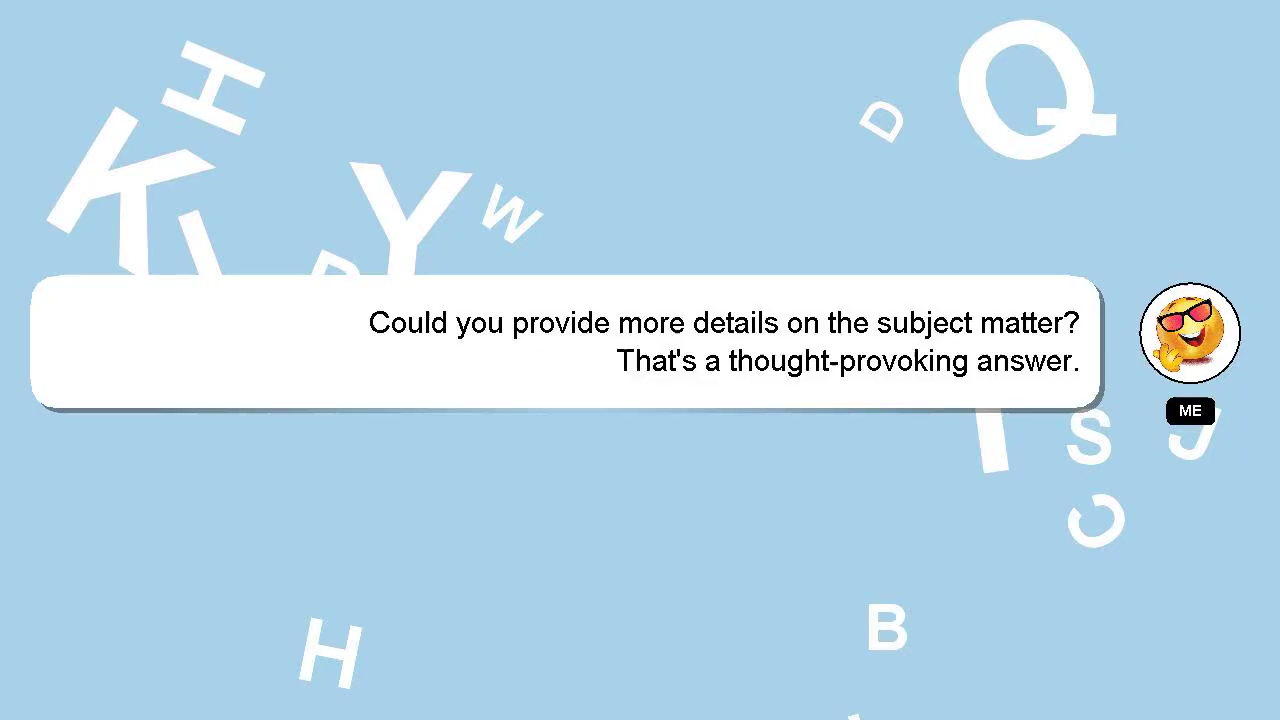 H
Q
D
K
Y
W
Could you provide more details on the subject matter?
That's a thought-provoking answer.
ME
S
J
C
B
H